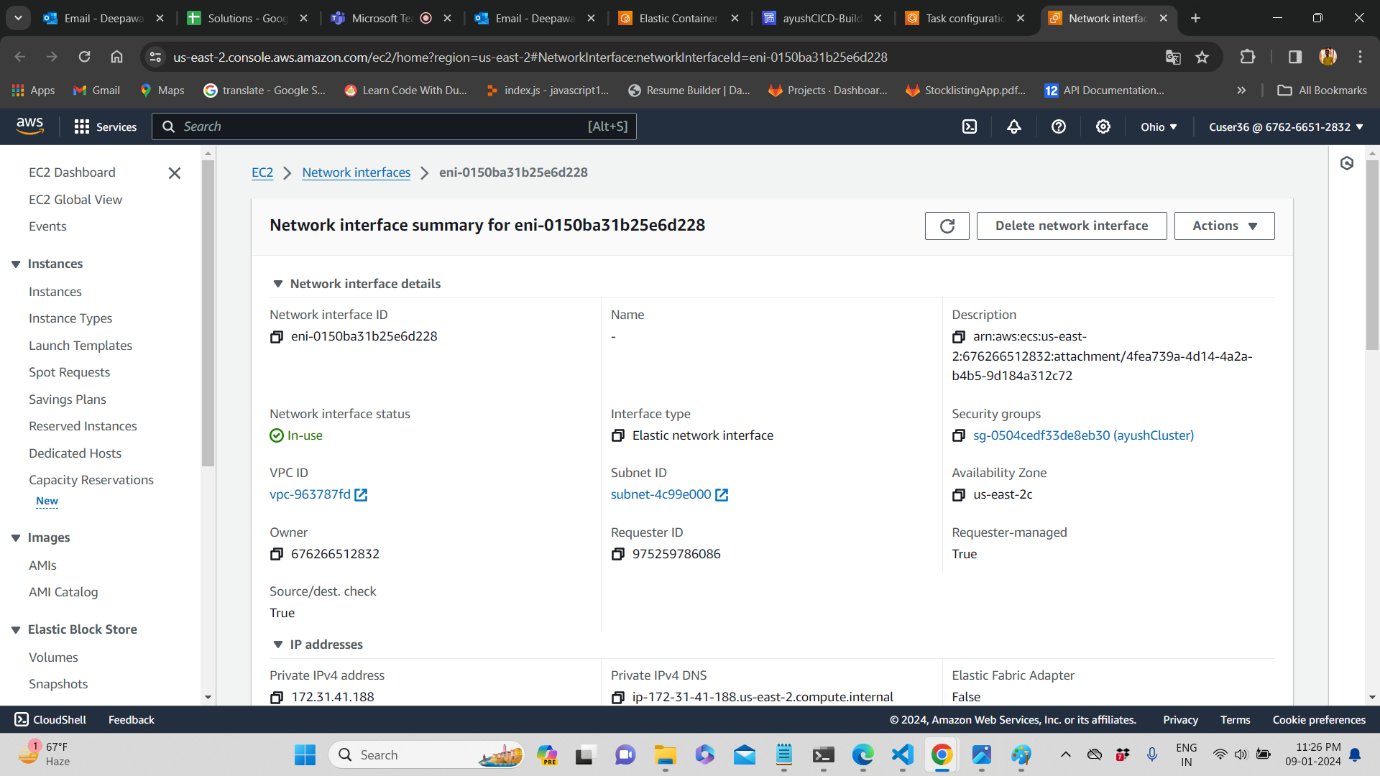 Email - Deepawa
Solutions - Goog
Microsoft Tea
Email - Deepawa
Elastic Container
ayushCICD-Build
Task configuratio
Network interfac
us-east-2.console.aws.amazon.com/ec2/home?region=us-east-2#NetworkInterface:networkInterfaceId=eni-0150ba31b25e6d228
Apps
Gmail
Maps
translate - Google S...
Learn Code With Du...
index.js - javascript1...
Resume Builder | Da...
Projects · Dashboar...
StocklistingApp.pdf...
12 API Documentation...
»
All Bookmarks
aws
Services
Search
[Alt+S]
Ohio
Cuser36 @ 6762-6651-2832
EC2 Dashboard
EC2 Global View
Events
Instances
Instances
Instance Types
Launch Templates
Spot Requests
Savings Plans
Reserved Instances
Dedicated Hosts
Capacity Reservations
New
Images
AMIs
AMI Catalog
Elastic Block Store
Volumes
Snapshots
EC2 > Network interfaces > eni-0150ba31b25e6d228
Network interface summary for eni-0150ba31b25e6d228
Delete network interface
Actions
Network interface details
Network interface ID
eni-0150ba31b25e6d228
Name
-
Description
arn:aws:ecs:us-east-
2:676266512832:attachment/4fea739a-4d14-4a2a-
b4b5-9d184a312c72
Network interface status
In-use
Interface type
Elastic network interface
Security groups
sg-0504cedf33de8eb30 (ayushCluster)
VPC ID
vpc-963787fd
Subnet ID
subnet-4c99e000
Availability Zone
us-east-2c
Owner
676266512832
Requester ID
975259786086
Requester-managed
True
Source/dest. check
True
IP addresses
Private IPv4 address
172.31.41.188
Private IPv4 DNS
ip-172-31-41-188.us-east-2.compute.internal
Elastic Fabric Adapter
False
CloudShell
Feedback
© 2024, Amazon Web Services, Inc. or its affiliates.
Privacy
Terms
Cookie preferences
1
67°F
Haze
Search
PRE
7
ENG
IN
11:26 PM
09-01-2024